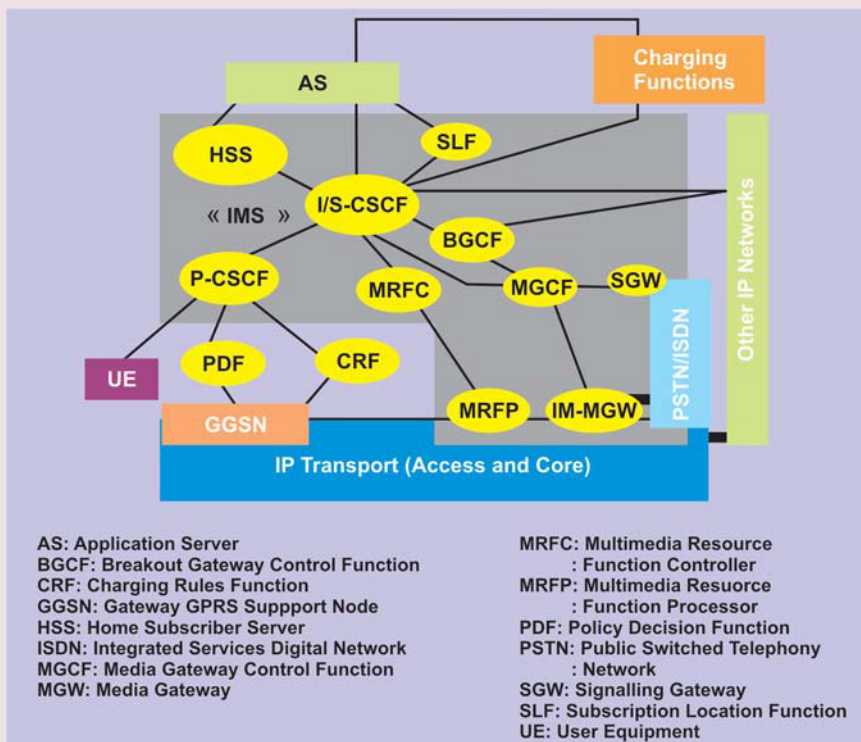 AS
Charging
Functions
HSS
SLF
I/S-CSCF
« IMS »
BGCF
P-CSCF
MRFC
MGCF
SGW
Other IP Networks
PSTN/ISDN
UE
PDF
CRF
GGSN
MRFP
IM-MGW
IP Transport (Access and Core)
AS: Application Server
BGCF: Breakout Gateway Control Function
CRF: Charging Rules Function
GGSN: Gateway GPRS Suppport Node
HSS: Home Subscriber Server
ISDN: Integrated Services Digital Network
MGCF: Media Gateway Control Function
MGW: Media Gateway
MRFC: Multimedia Resource
: Function Controller
MRFP: Multimedia Resuorce
: Function Processor
PDF: Policy Decision Function
PSTN: Public Switched Telephony
: Network
SGW: Signalling Gateway
SLF: Subscription Location Function
UE: User Equipment